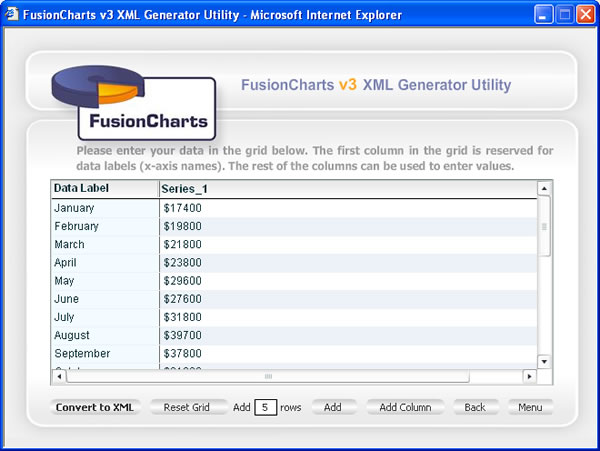 FusionCharts v3 XML Generator Utility - Microsoft Internet Explorer
FusionCharts v3 XML Generator Utility
FusionCharts
Please enter your data in the grid below. The first column in the grid is reserved for
data labels (x-axis names). The rest of the columns can be used to enter values.
Data Label Series_1
January $17400
February $19800
March $21800
April $23800
May $29600
June $27600
July $31800
August $39700
September $37800
Convert to XML Reset Grid Add 5 rows Add Add Column Back Menu